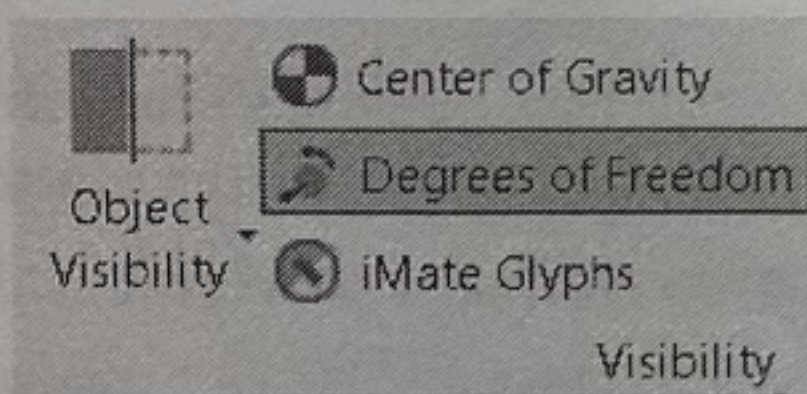 Center of Gravity
Degrees of Freedom
Object
Visibility
iMate Glyphs
Visibility